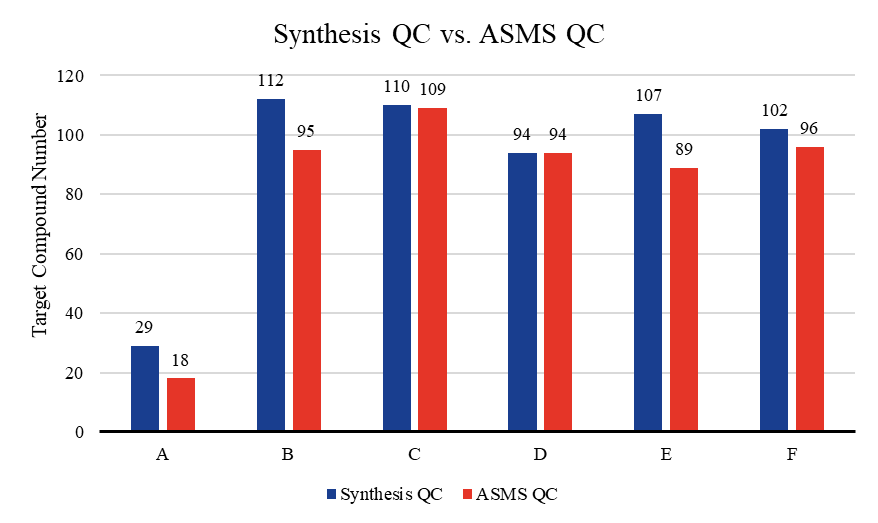 Synthesis QC vs. ASMS QC
Target Compound Number
120
100
80
60
40
20
0
29
18
112
95
110
109
94
94
107
89
102
96
A
B
C
D
E
F
Synthesis QC
ASMS QC